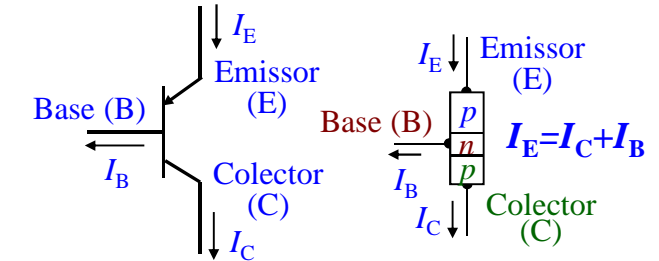 I_E
Emissor
(E)
Base (B)
I_B
Colector
(C)
I_C
Emissor
(E)
I_E
p
Base (B)
n
I_E=I_C+I_B
p
I_B
Colector
(C)
I_C